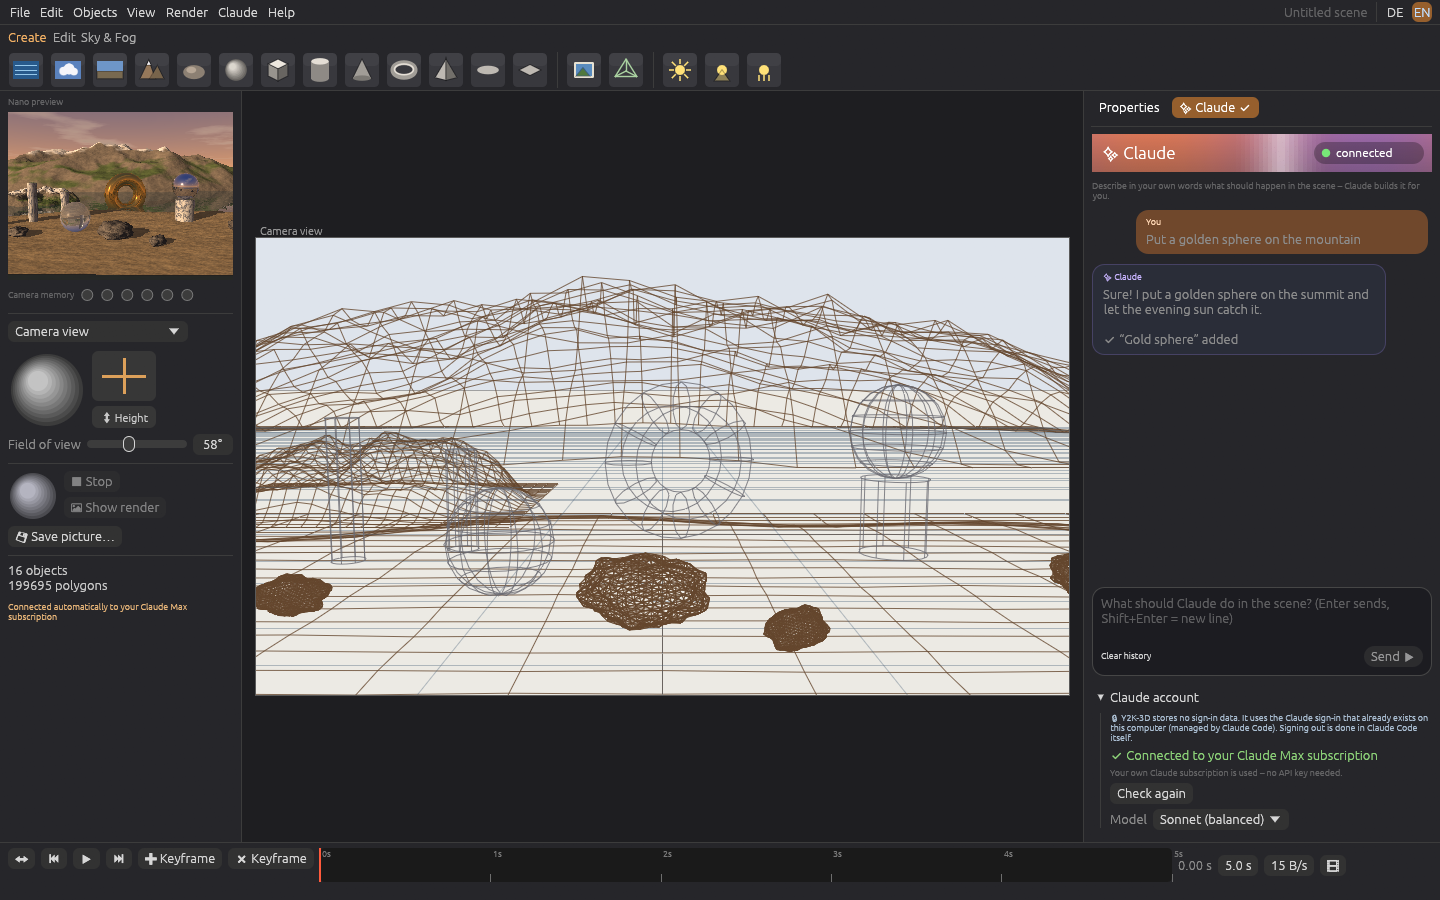 File Edit Objects View Render Claude Help
Untitled scene DE EN
Create Edit Sky & Fog
Nano preview
Camera memory
Camera view
Height
Field of view 58°
Stop
Show render
Save picture...
16 objects
199695 polygons
Connected automatically to your Claude Max
subscription
Camera view
Properties Claude
Claude connected
Describe in your own words what should happen in the scene – Claude builds it for
you.
You
Put a golden sphere on the mountain
Claude
Sure! I put a golden sphere on the summit and
let the evening sun catch it.
✓ “Gold sphere” added
What should Claude do in the scene? (Enter sends,
Shift+Enter = new line)
Clear history Send
Claude account
Y2K-3D stores no sign-in data. It uses the Claude sign-in that already exists on
this computer (managed by Claude Code). Signing out is done in Claude Code
itself.
✓ Connected to your Claude Max subscription
Your own Claude subscription is used – no API key needed.
Check again
Model Sonnet (balanced)
Keyframe Keyframe 0s 1s 2s 3s 4s 5s
0.00 s 5.0 s 15 B/s